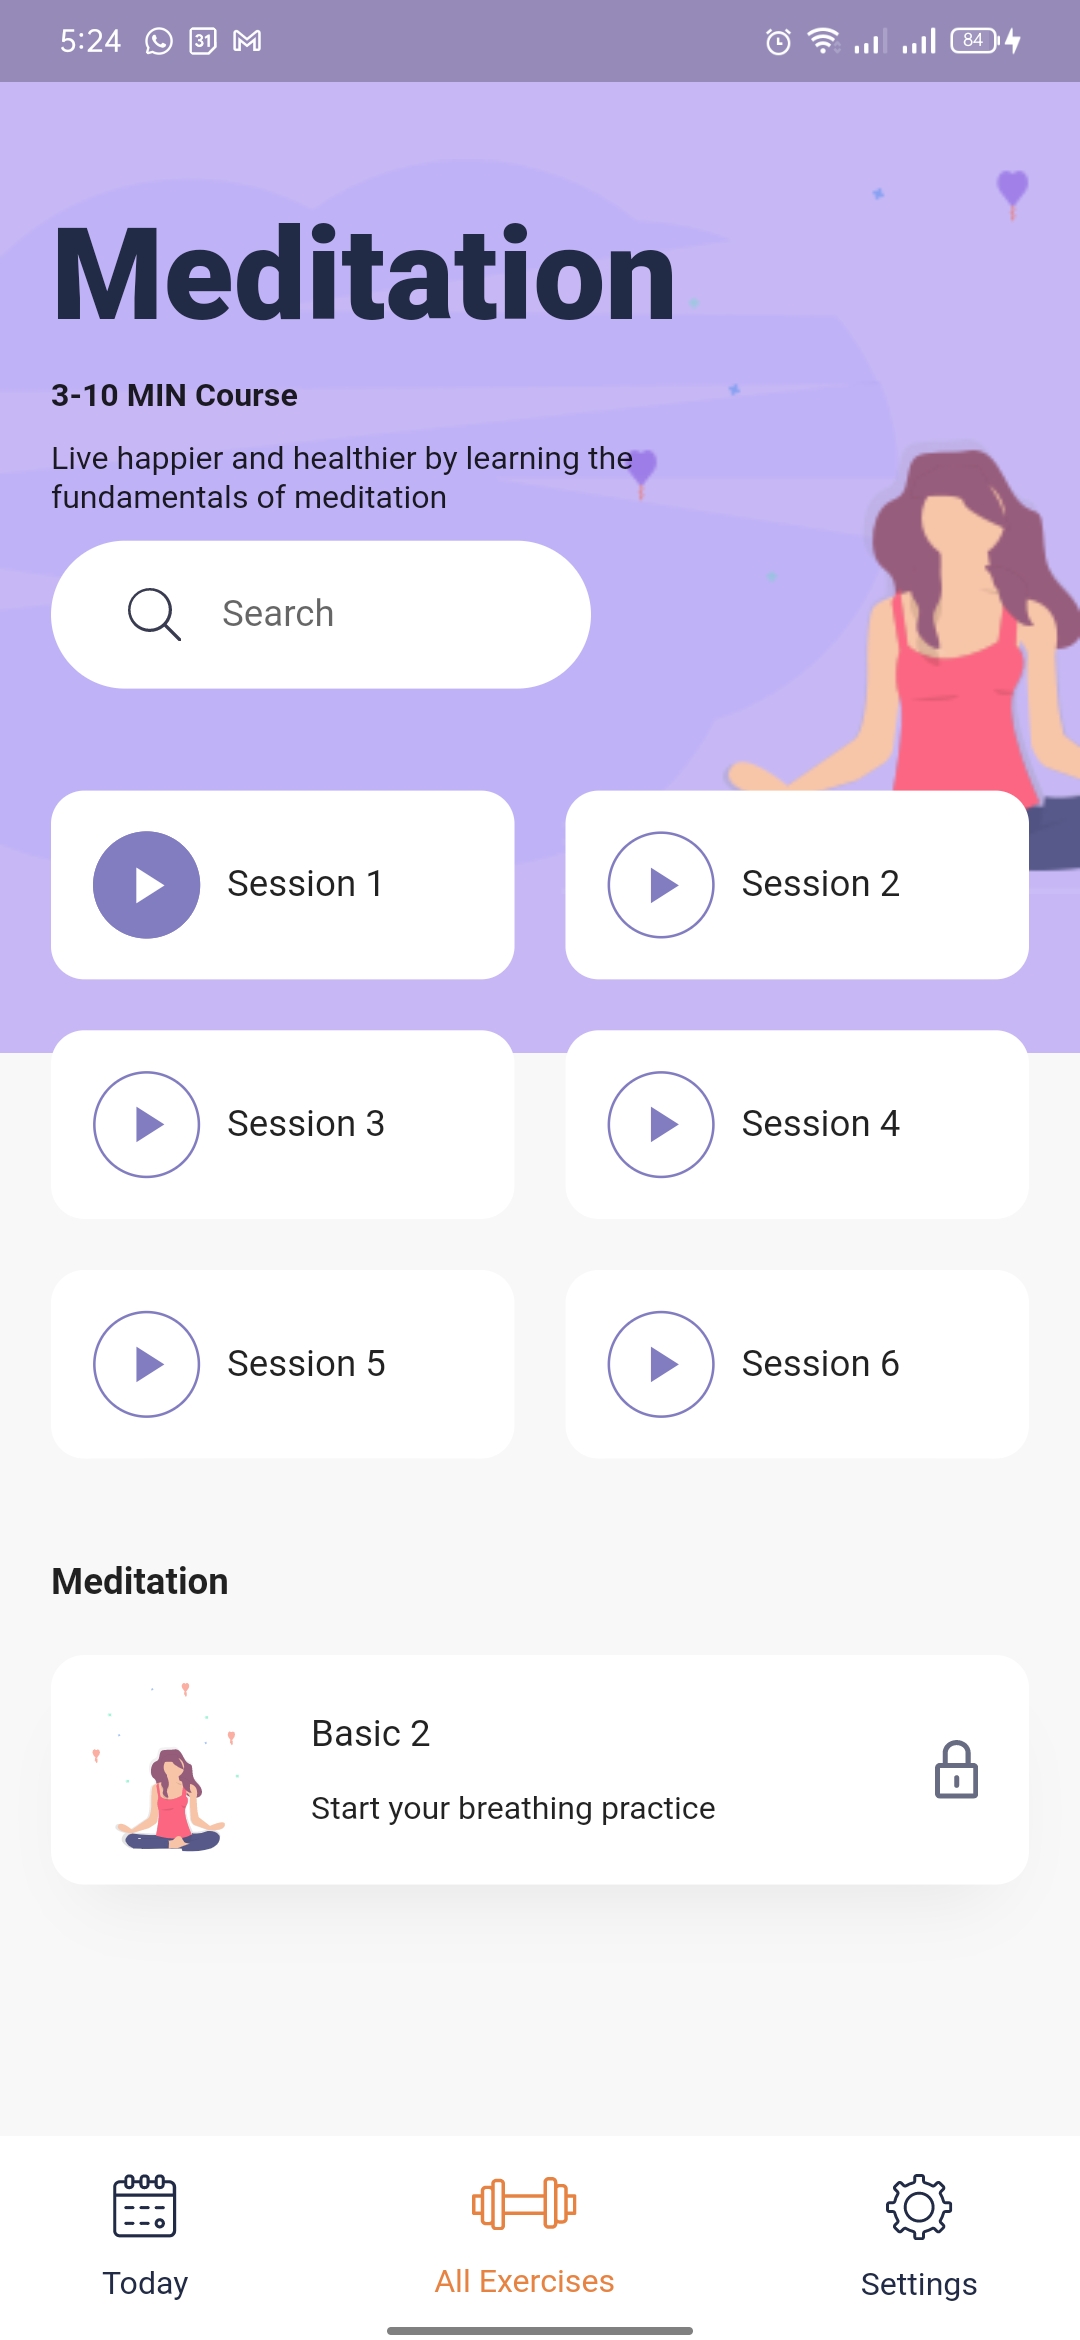 5:24 31 84
Meditation
3-10 MIN Course
Live happier and healthier by learning the
fundamentals of meditation
Search
Session 1 Session 2
Session 3 Session 4
Session 5 Session 6
Meditation
Basic 2
Start your breathing practice
Today All Exercises Settings